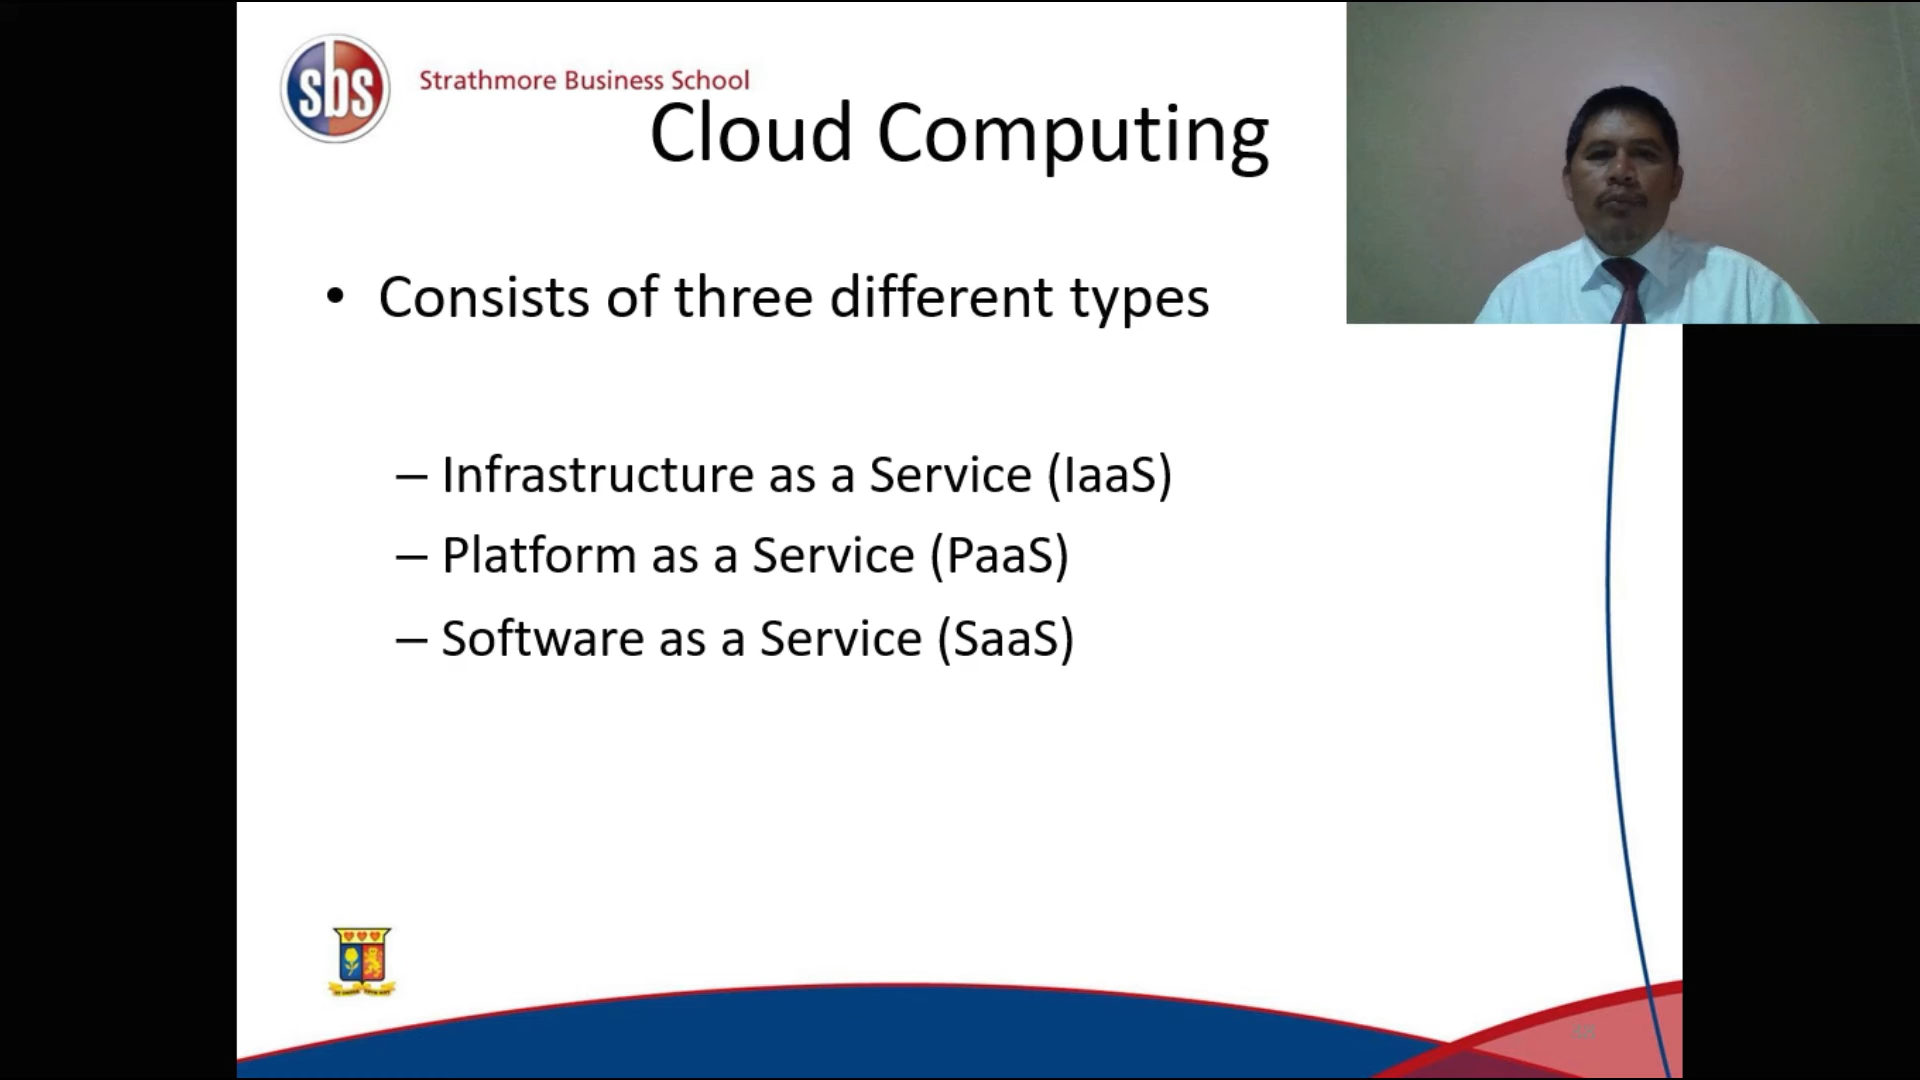 sbs
Strathmore Business School
Cloud Computing
• Consists of three different types
– Infrastructure as a Service (IaaS)
– Platform as a Service (PaaS)
– Software as a Service (SaaS)